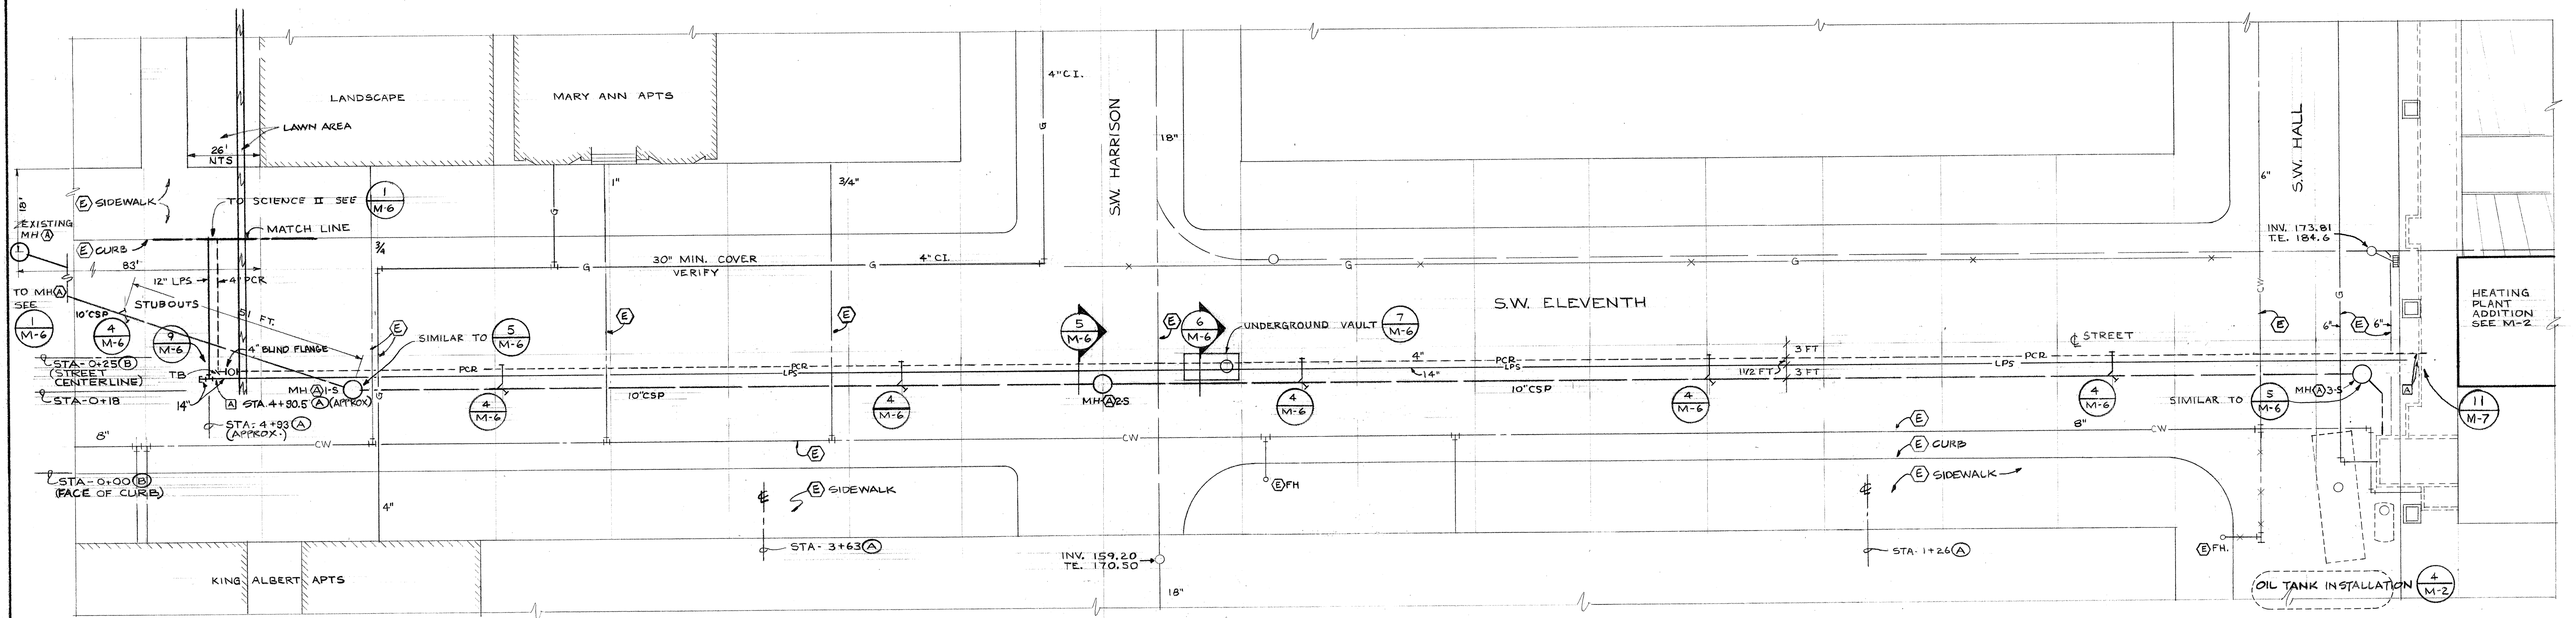 LANDSCAPE
MARY ANN APTS
LAWN AREA
26'
NTS
4" C.I.
G
S.W. HARRISON
18"
S.W. HALL
6"
18'
E SIDEWALK
TO SCIENCE II SEE
1
M-6
1"
3/4"
EXISTING
MH A
1
E CURB
MATCH LINE
83'
3/4
G
G
30" MIN. COVER
VERIFY
G
4" C.I.
G
G
INV. 173.81
T.E. 184.6
12" LPS
4" PCR
TO MH A
SEE
1
M-6
STUBOUTS
51 FT.
10" CSP
4
M-6
9
M-6
4" BLIND FLANGE
E
SIMILAR TO
5
M-6
E
E
5
M-6
E
6
M-6
UNDERGROUND VAULT
7
M-6
S.W. ELEVENTH
CW
G
E
6"
E
6"
HEATING
PLANT
ADDITION
SEE M-2
STA-0+25 B
(STREET
CENTERLINE)
STA-0+18
TB
14"
A
STA. 4+90.5 A (APPROX)
MH A 1-S
STA: 4+93 A
(APPROX.)
PCR
4
M-6
10" CSP
G
PCR
LPS
4
M-6
MH A 2-S
4"
14"
PCR
LPS
4
M-6
10" CSP
4
M-6
3 FT
1 1/2 FT
3 FT
℄ STREET
LPS
PCR
4
M-6
SIMILAR TO
5
M-6
MH A 3-S
A
11
M-7
8"
CW
E
CW
E
8"
CW
E CURB
E SIDEWALK
STA-0+00 B
(FACE OF CURB)
4"
℄
E SIDEWALK
E FH
℄
STA- 3+63 A
INV. 159.20
TE. 170.50
18"
STA- 1+26 A
E FH.
KING ALBERT APTS
OIL TANK INSTALLATION
4
M-2